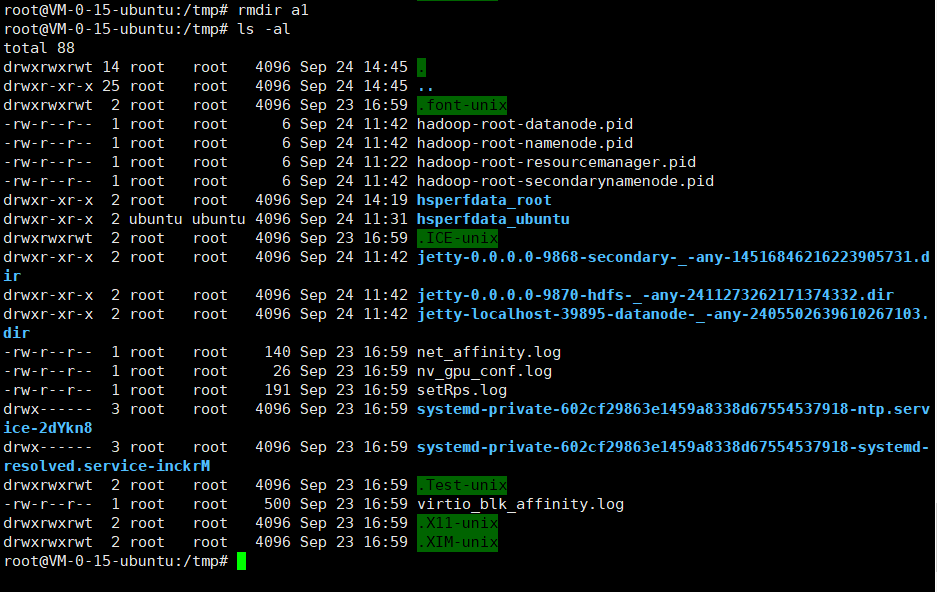 root@VM-0-15-ubuntu:/tmp# rmdir a1
root@VM-0-15-ubuntu:/tmp# ls -al
total 88
drwxrwxrwt 14 root   root   4096 Sep 24 14:45 .
drwxr-xr-x 25 root   root   4096 Sep 24 14:45 ..
drwxrwxrwt  2 root   root   4096 Sep 23 16:59 .font-unix
-rw-r--r--  1 root   root      6 Sep 24 11:42 hadoop-root-datanode.pid
-rw-r--r--  1 root   root      6 Sep 24 11:42 hadoop-root-namenode.pid
-rw-r--r--  1 root   root      6 Sep 24 11:22 hadoop-root-resourcemanager.pid
-rw-r--r--  1 root   root      6 Sep 24 11:42 hadoop-root-secondarynamenode.pid
drwxr-xr-x  2 root   root   4096 Sep 24 14:19 hsperfdata_root
drwxr-xr-x  2 ubuntu ubuntu 4096 Sep 24 11:31 hsperfdata_ubuntu
drwxrwxrwt  2 root   root   4096 Sep 23 16:59 .ICE-unix
drwxr-xr-x  2 root   root   4096 Sep 24 11:42 jetty-0.0.0.0-9868-secondary-_-any-14516846216223905731.d
ir
drwxr-xr-x  2 root   root   4096 Sep 24 11:42 jetty-0.0.0.0-9870-hdfs-_-any-2411273262171374332.dir
drwxr-xr-x  2 root   root   4096 Sep 24 11:42 jetty-localhost-39895-datanode-_-any-2405502639610267103.
dir
-rw-r--r--  1 root   root    140 Sep 23 16:59 net_affinity.log
-rw-r--r--  1 root   root     26 Sep 23 16:59 nv_gpu_conf.log
-rw-r--r--  1 root   root    191 Sep 23 16:59 setRps.log
drwx------  3 root   root   4096 Sep 23 16:59 systemd-private-602cf29863e1459a8338d67554537918-ntp.serv
ice-2dYkn8
drwx------  3 root   root   4096 Sep 23 16:59 systemd-private-602cf29863e1459a8338d67554537918-systemd-
resolved.service-inckrM
drwxrwxrwt  2 root   root   4096 Sep 23 16:59 .Test-unix
-rw-r--r--  1 root   root    500 Sep 23 16:59 virtio_blk_affinity.log
drwxrwxrwt  2 root   root   4096 Sep 23 16:59 .X11-unix
drwxrwxrwt  2 root   root   4096 Sep 23 16:59 .XIM-unix
root@VM-0-15-ubuntu:/tmp#